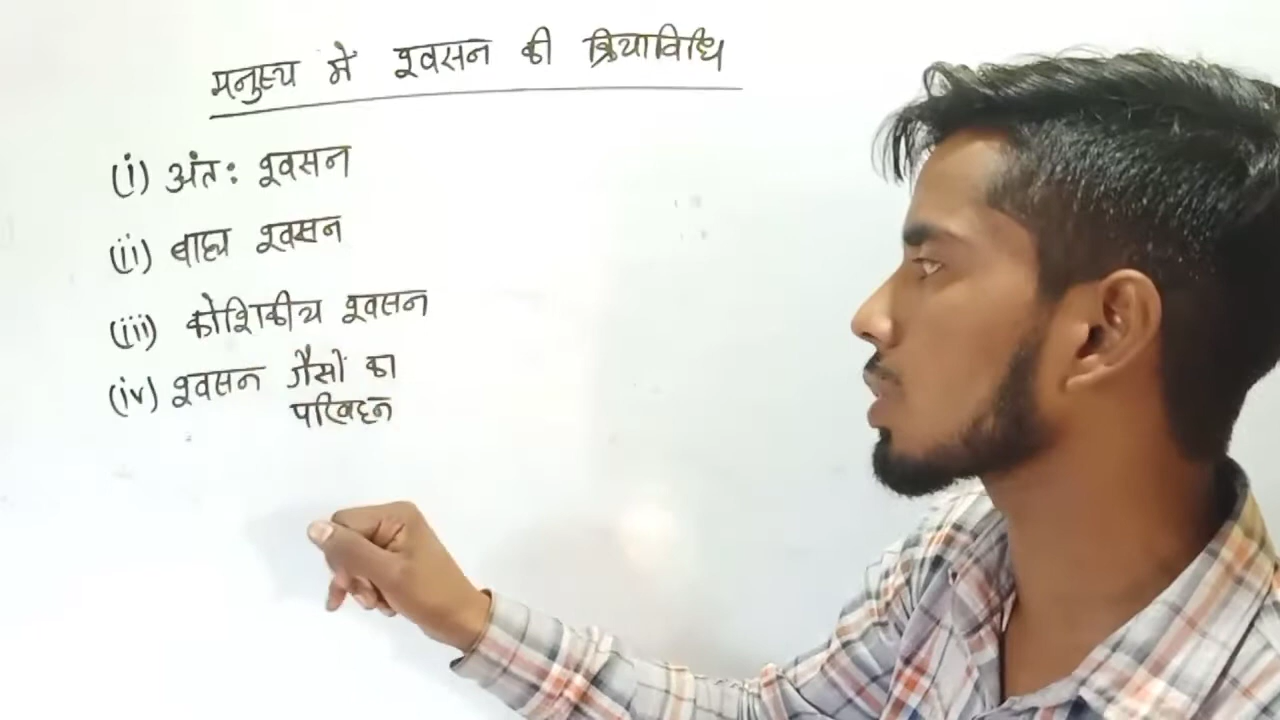 मनुष्य में श्वसन की क्रियाविधि
(i) अंत: श्वसन
(ii) बाह्य श्वसन
(iii) कोशिकीय श्वसन
(iv) श्वसन गैसों का
परिवहन